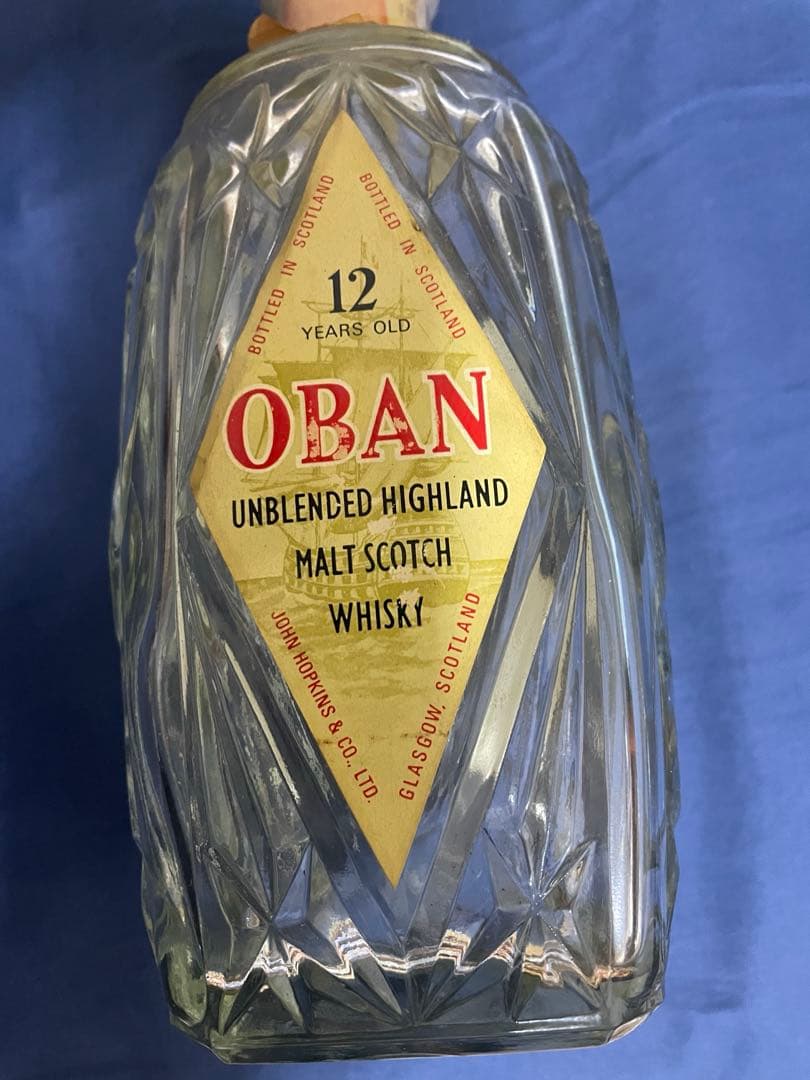 BOTTLED IN SCOTLAND
BOTTLED IN SCOTLAND
12
YEARS OLD
OBAN
UNBLENDED HIGHLAND
MALT SCOTCH
WHISKY
JOHN HOPKINS & CO., LTD.
GLASGOW, SCOTLAND